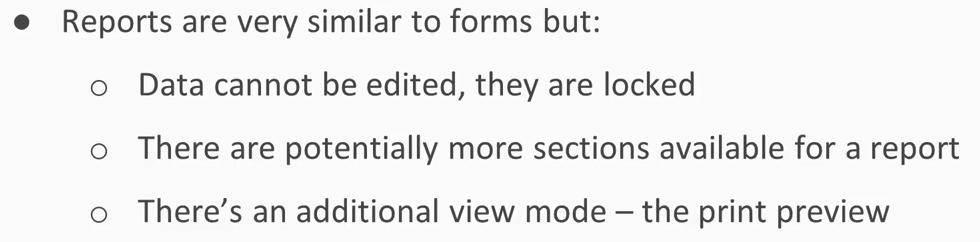 ● Reports are very similar to forms but:
○ Data cannot be edited, they are locked
○ There are potentially more sections available for a report
○ There’s an additional view mode – the print preview